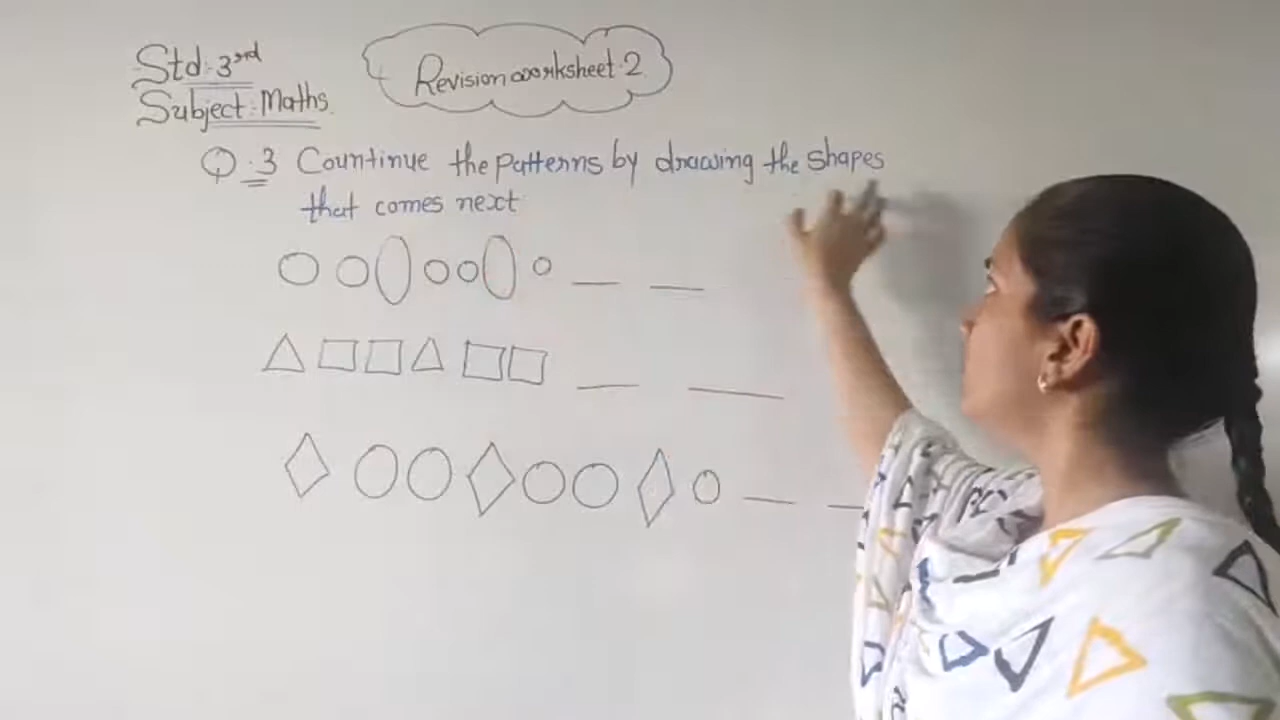 Std: 3rd
Subject: Maths.
Revision worksheet-2
Q.3 Countinue the patterns by drawing the shapes
that comes next